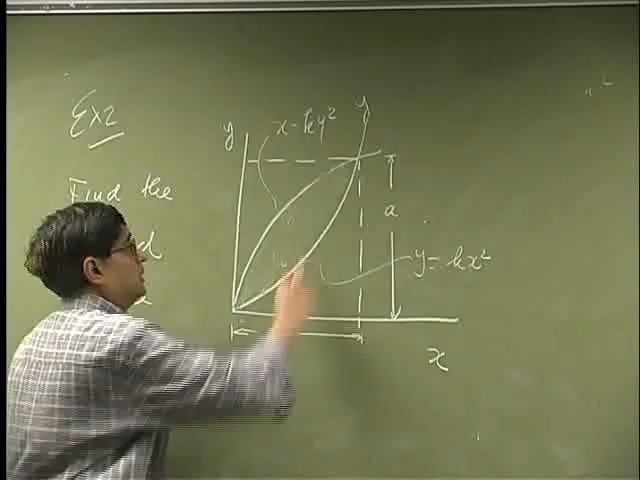 Ex2
Find the
d.
y
x = ky²
y
a
y = kx²
x